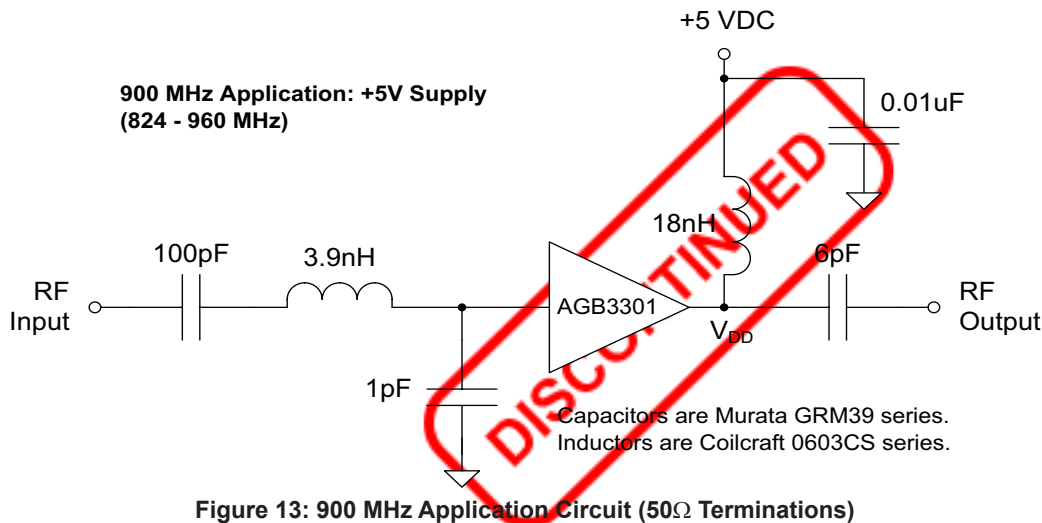 +5 VDC
900 MHz Application: +5V Supply
(824 - 960 MHz)
0.01uF
DISCONTINUED
18nH
100pF
3.9nH
6pF
RF
Input
AGB3301
RF
Output
V_DD
1pF
Capacitors are Murata GRM39 series.
Inductors are Coilcraft 0603CS series.
Figure 13: 900 MHz Application Circuit (50Ω Terminations)